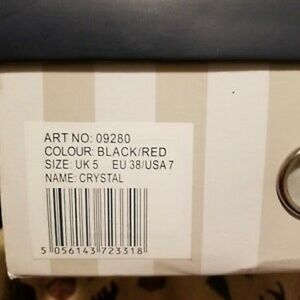 ART NO: 09280
COLOUR: BLACK/RED
SIZE: UK 5 EU 38/USA 7
NAME: CRYSTAL
5 056143 723318